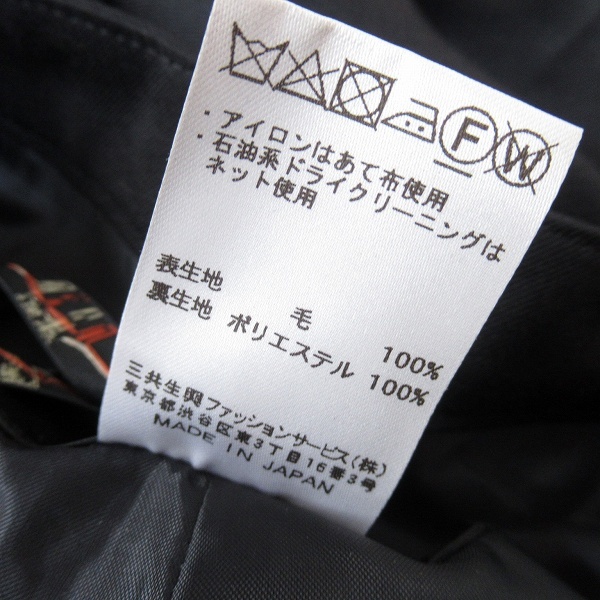 F W
・アイロンはあて布使用
・石油系ドライクリーニングは
ネット使用
表生地 毛 100%
裏生地 ポリエステル 100%
三共生興ファッションサービス(株)
東京都渋谷区東3丁目16番3号
MADE IN JAPAN